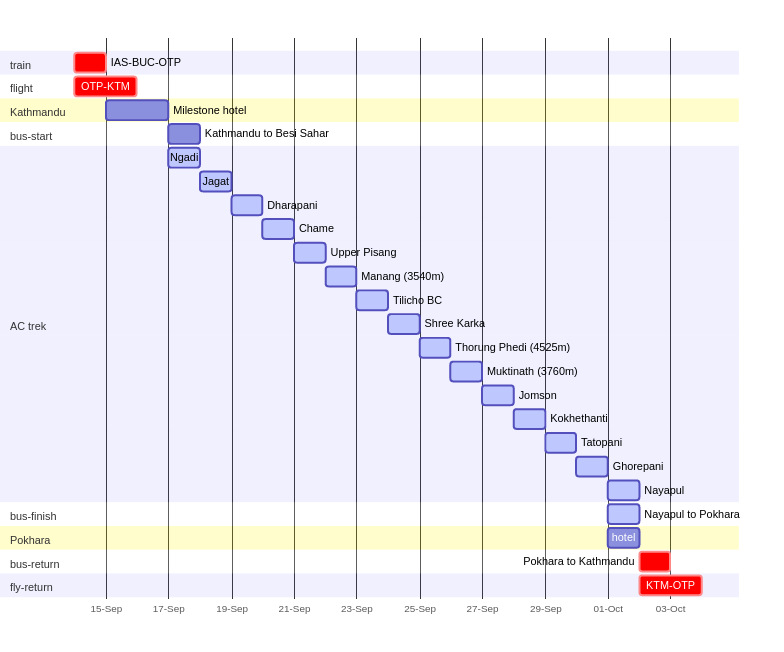 train IAS-BUC-OTP
flight OTP-KTM
Kathmandu Milestone hotel
bus-start Kathmandu to Besi Sahar
Ngadi
Jagat
Dharapani
Chame
Upper Pisang
Manang (3540m)
Tilicho BC
AC trek Shree Karka
Thorung Phedi (4525m)
Muktinath (3760m)
Jomson
Kokhethanti
Tatopani
Ghorepani
Nayapul
bus-finish Nayapul to Pokhara
Pokhara hotel
bus-return Pokhara to Kathmandu
fly-return KTM-OTP
15-Sep 17-Sep 19-Sep 21-Sep 23-Sep 25-Sep 27-Sep 29-Sep 01-Oct 03-Oct